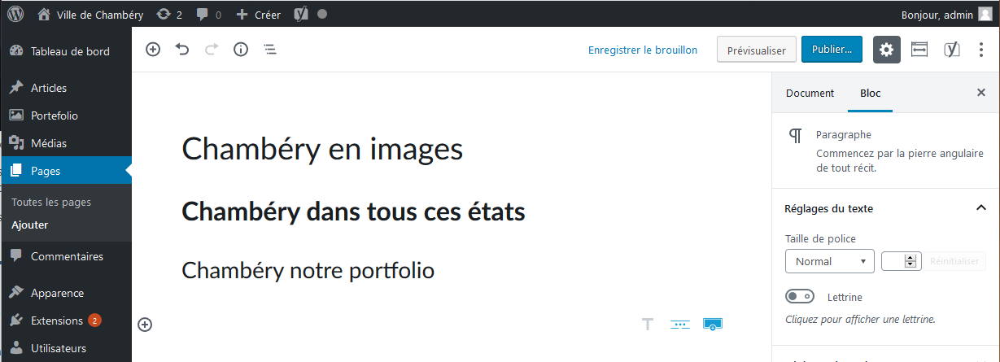 Ville de Chambéry 2 0 Créer Bonjour, admin
Tableau de bord
Articles
Portefolio
Médias
Pages
Toutes les pages
Ajouter
Commentaires
Apparence
Extensions 2
Utilisateurs
Enregistrer le brouillon Prévisualiser Publier...
Chambéry en images
Chambéry dans tous ces états
Chambéry notre portfolio
Document Bloc
Paragraphe
Commencez par la pierre angulaire
de tout récit.
Réglages du texte
Taille de police
Normal Réinitialiser
Lettrine
Cliquez pour afficher une lettrine.